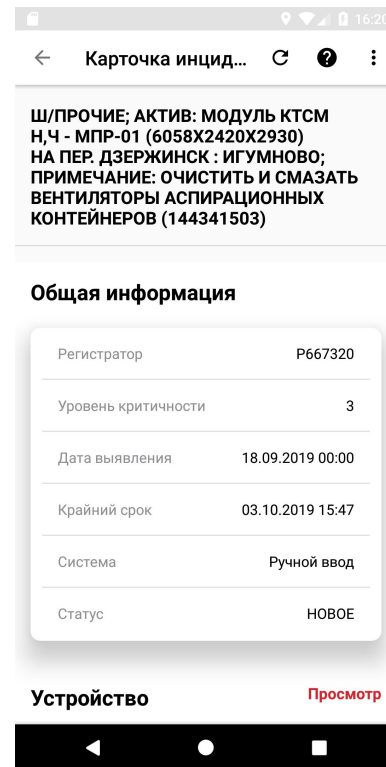 16:20
Карточка инцид...
Ш/ПРОЧИЕ; АКТИВ: МОДУЛЬ КТСМ
Н,Ч - МПР-01 (6058Х2420Х2930)
НА ПЕР. ДЗЕРЖИНСК : ИГУМНОВО;
ПРИМЕЧАНИЕ: ОЧИСТИТЬ И СМАЗАТЬ
ВЕНТИЛЯТОРЫ АСПИРАЦИОННЫХ
КОНТЕЙНЕРОВ (144341503)
Общая информация
Регистратор P667320
Уровень критичности 3
Дата выявления 18.09.2019 00:00
Крайний срок 03.10.2019 15:47
Система Ручной ввод
Статус НОВОЕ
Устройство Просмотр